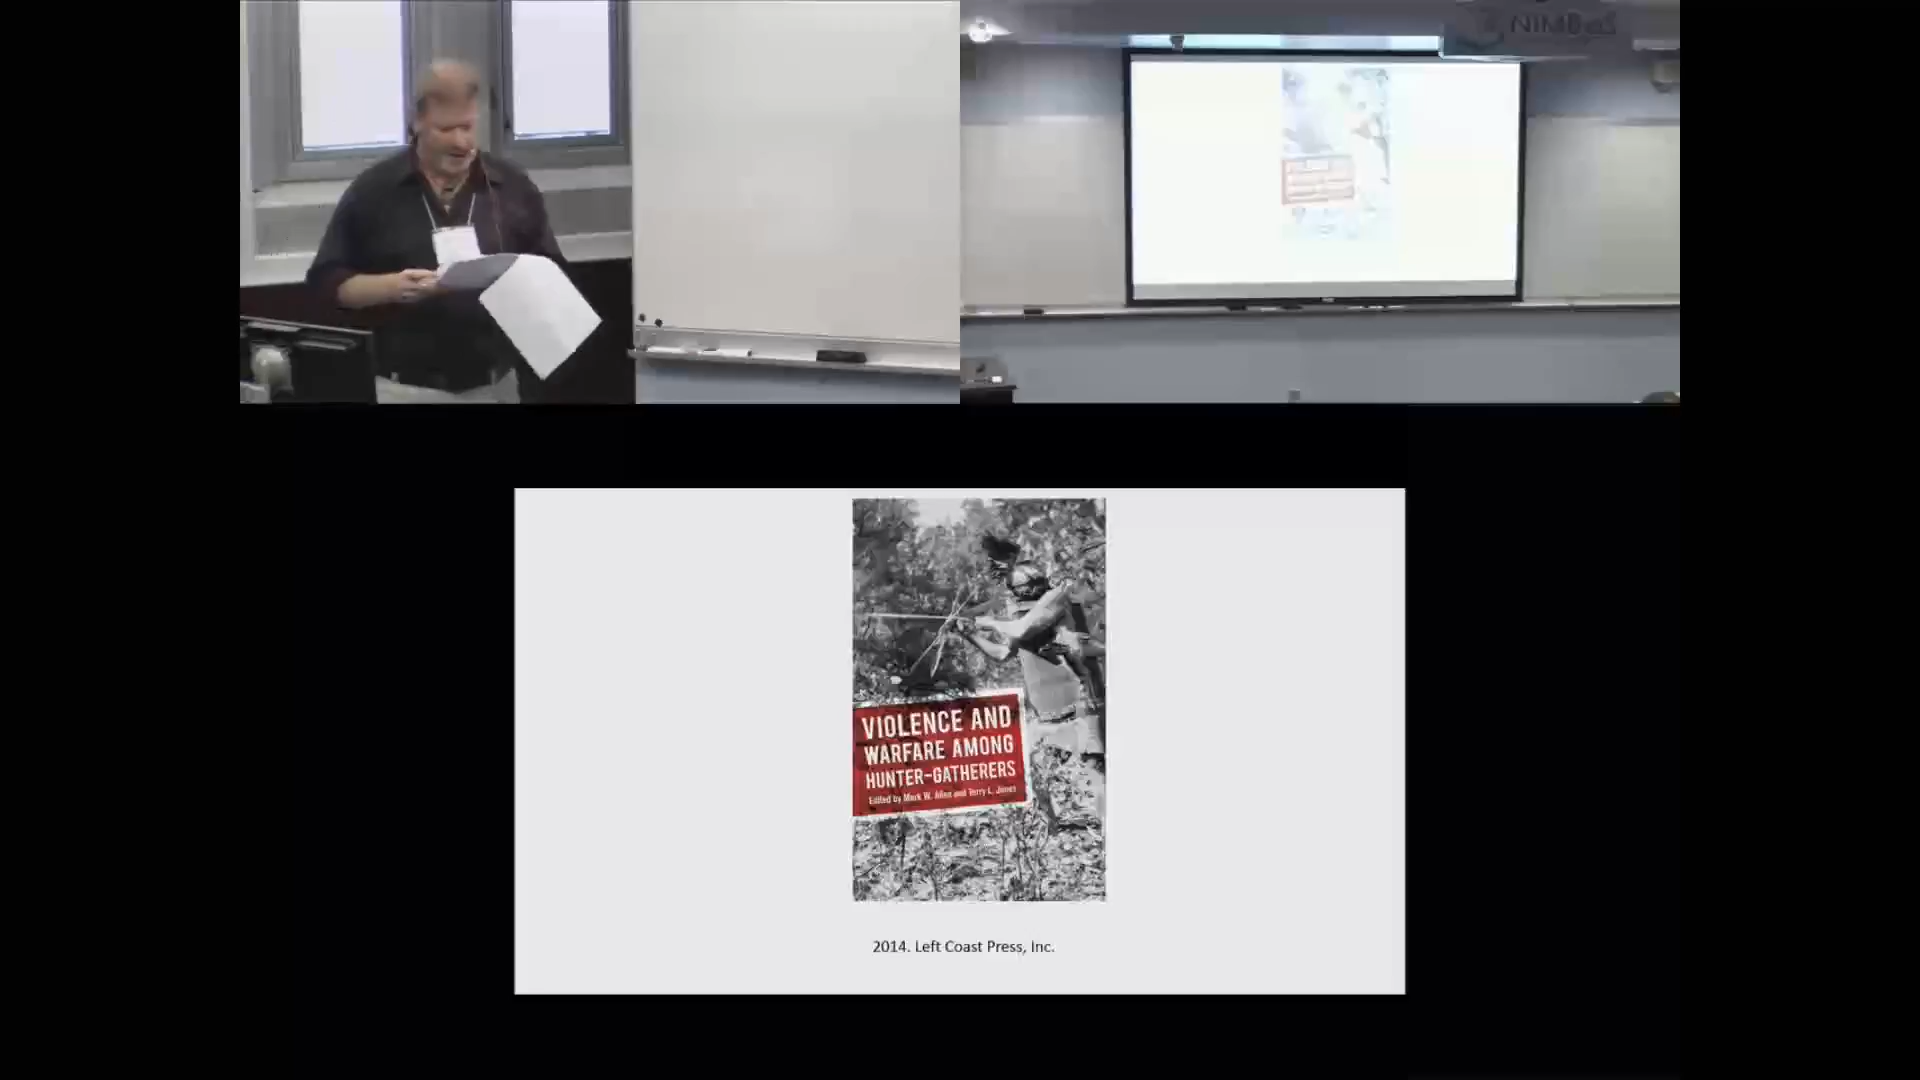 NIMBioS
VIOLENCE AND
WARFARE AMONG
HUNTER-GATHERERS
Edited by Mark W. Allen and Terry L. Jones
2014. Left Coast Press, Inc.